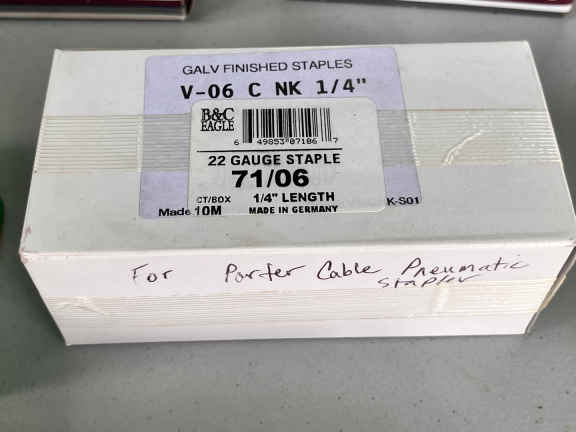 GALV FINISHED STAPLES
V-06 C NK 1/4"
B&C
EAGLE
6 49853 07106 7
22 GAUGE STAPLE
71/06
CT/BOX 1/4" LENGTH
Made 10M MADE IN GERMANY K-S01
For Porter Cable Pneumatic
stapler